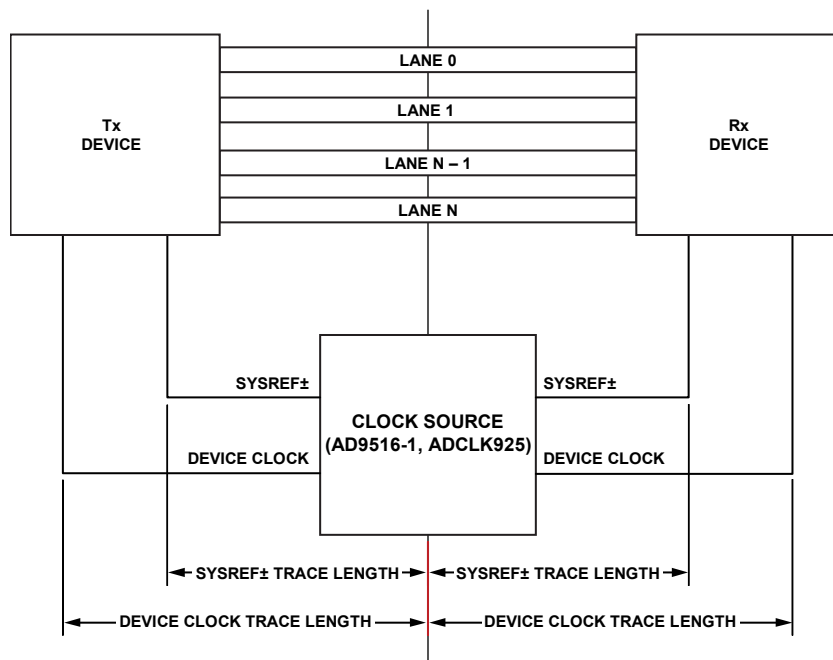 LANE 0
LANE 1
Tx
DEVICE
Rx
DEVICE
LANE N – 1
LANE N
SYSREF±
SYSREF±
CLOCK SOURCE
(AD9516-1, ADCLK925)
DEVICE CLOCK
DEVICE CLOCK
SYSREF± TRACE LENGTH
SYSREF± TRACE LENGTH
DEVICE CLOCK TRACE LENGTH
DEVICE CLOCK TRACE LENGTH